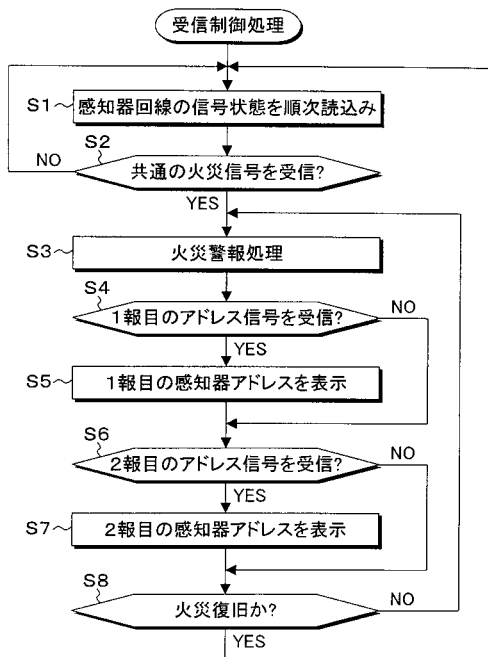 受信制御処理
S1
感知器回線の信号状態を順次読込み
S2
NO
共通の火災信号を受信?
YES
S3
火災警報処理
S4
1報目のアドレス信号を受信?
NO
YES
S5
1報目の感知器アドレスを表示
S6
2報目のアドレス信号を受信?
NO
YES
S7
2報目の感知器アドレスを表示
S8
火災復旧か?
NO
YES